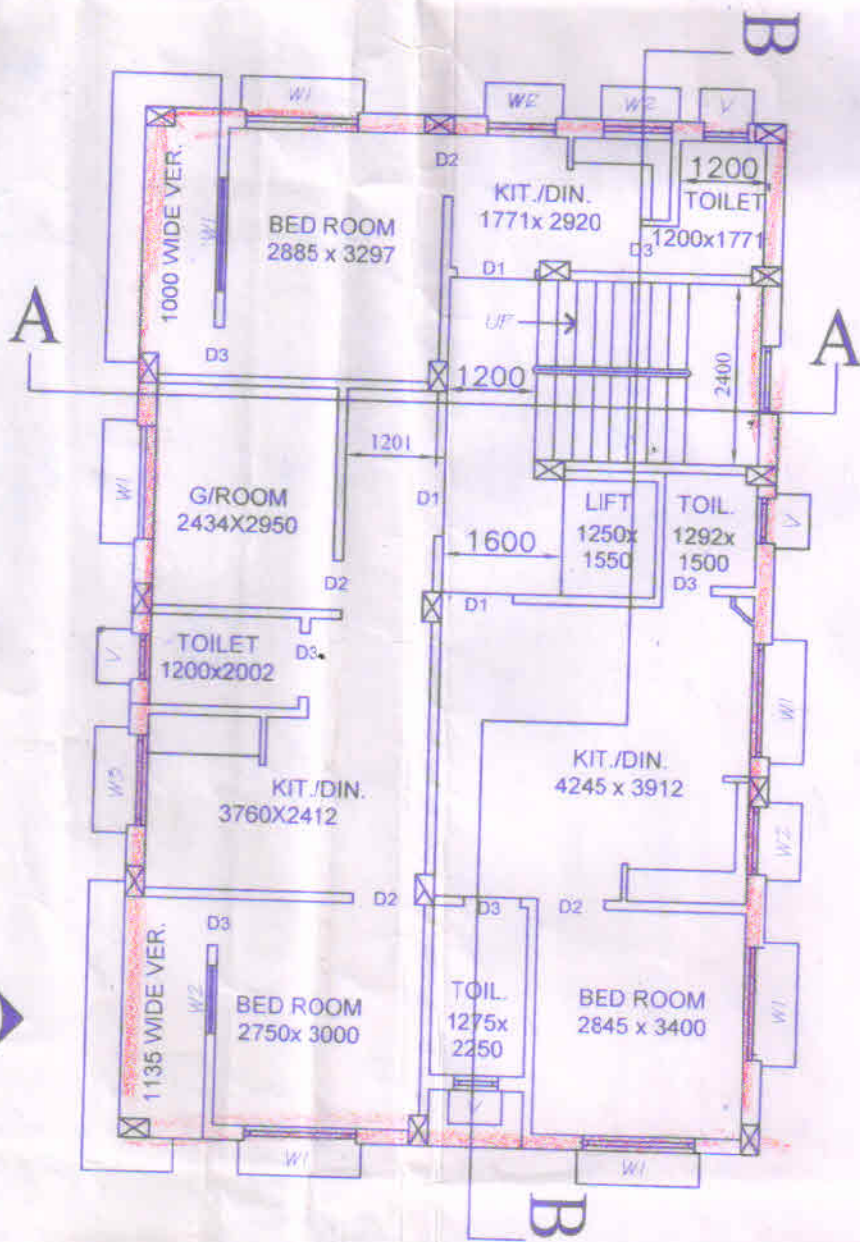 B
W1
W2
W2
V
1000 WIDE VER.
W1
BED ROOM
2885 x 3297
D2
KIT./DIN.
1771x 2920
1200
TOILET
1200x1771
D3
D1
UP
A
A
D3
1200
2400
1201
W1
G/ROOM
2434X2950
D1
LIFT
1250x
1550
TOIL.
1292x
1500
V
1600
D2
D3
D1
V
TOILET
1200x2002
D3
W1
W3
KIT./DIN.
3760X2412
KIT./DIN.
4245 x 3912
W2
D2
D3
D2
D3
1135 WIDE VER.
W2
BED ROOM
2750x 3000
TOIL.
1275x
2250
BED ROOM
2845 x 3400
W1
V
W1
W1
B